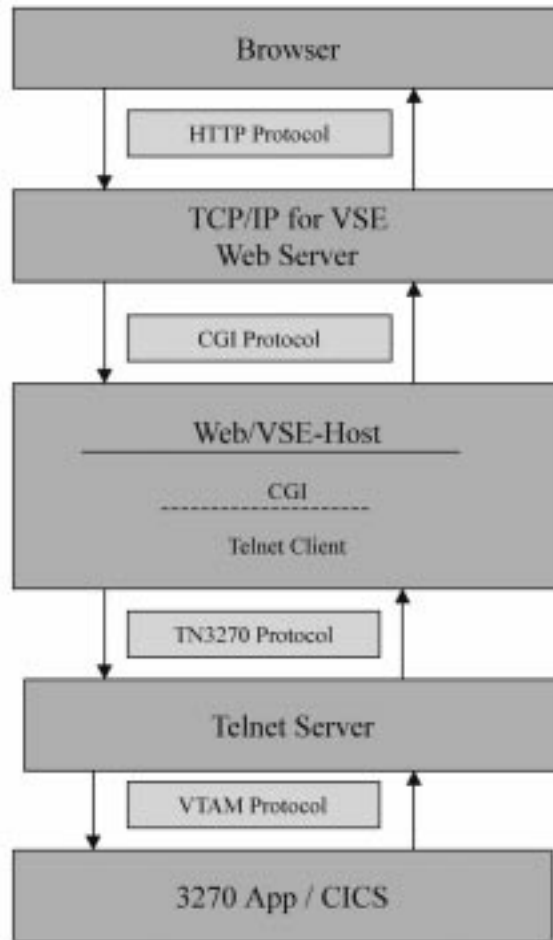 Browser
HTTP Protocol
TCP/IP for VSE
Web Server
CGI Protocol
Web/VSE-Host
CGI
Telnet Client
TN3270 Protocol
Telnet Server
VTAM Protocol
3270 App / CICS